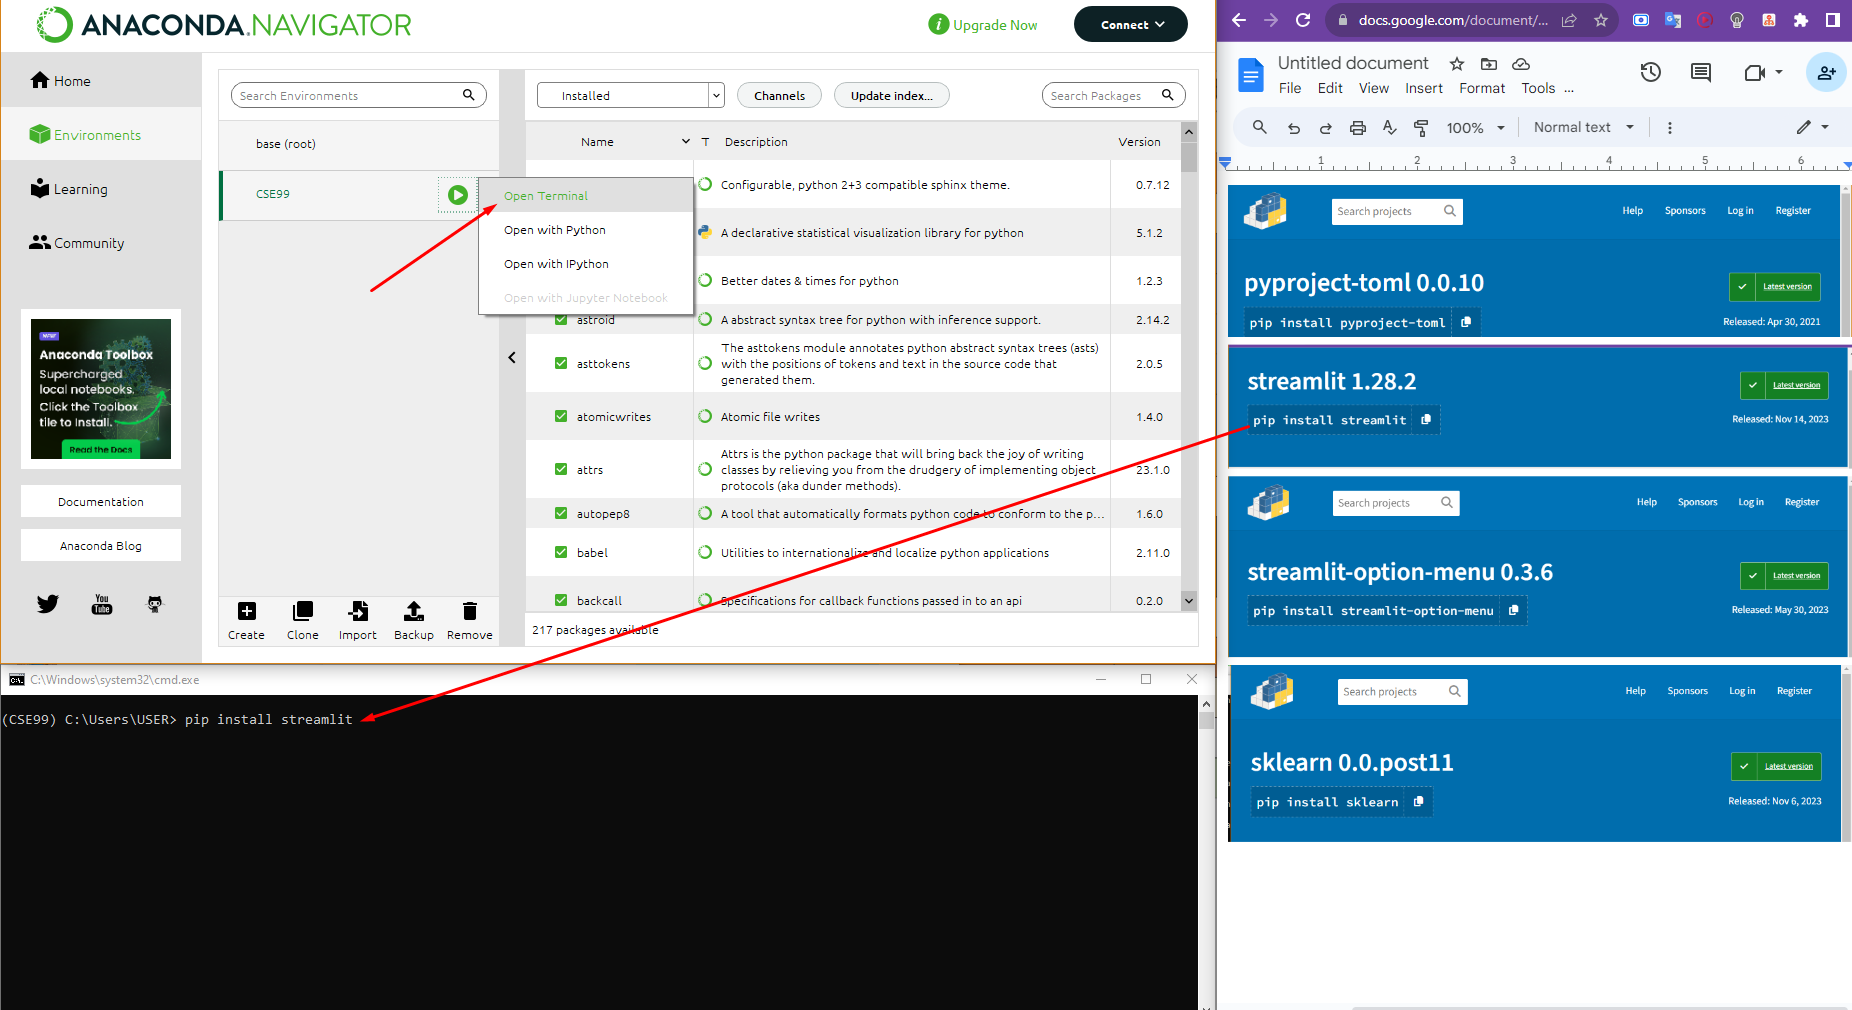 ANACONDA.NAVIGATOR
Upgrade Now
Connect
Home
Environments
Learning
Community
NEW
Anaconda Toolbox
Supercharged
local notebooks.
Click the Toolbox
tile to Install.
Read the Docs
Documentation
Anaconda Blog
You
Tube
Search Environments
base (root)
CSE99
Open Terminal
Open with Python
Open with IPython
Open with Jupyter Notebook
Create
Clone
Import
Backup
Remove
Installed
Channels
Update index...
Search Packages
Name
T
Description
Version
Configurable, python 2+3 compatible sphinx theme.
0.7.12
A declarative statistical visualization library for python
5.1.2
Better dates & times for python
1.2.3
astroid
A abstract syntax tree for python with inference support.
2.14.2
asttokens
The asttokens module annotates python abstract syntax trees (asts)
with the positions of tokens and text in the source code that
generated them.
2.0.5
atomicwrites
Atomic file writes
1.4.0
attrs
Attrs is the python package that will bring back the joy of writing
classes by relieving you from the drudgery of implementing object
protocols (aka dunder methods).
23.1.0
autopep8
A tool that automatically formats python code to conform to the p...
1.6.0
babel
Utilities to internationalize and localize python applications
2.11.0
backcall
Specifications for callback functions passed in to an api
0.2.0
217 packages available
C:\Windows\system32\cmd.exe
(CSE99) C:\Users\USER> pip install streamlit
docs.google.com/document/...
Untitled document
File Edit View Insert Format Tools ...
100%
Normal text
1 2 3 4 5 6
Search projects
Help Sponsors Log in Register
pyproject-toml 0.0.10
Latest version
pip install pyproject-toml
Released: Apr 30, 2021
streamlit 1.28.2
Latest version
pip install streamlit
Released: Nov 14, 2023
Search projects
Help Sponsors Log in Register
streamlit-option-menu 0.3.6
Latest version
pip install streamlit-option-menu
Released: May 30, 2023
Search projects
Help Sponsors Log in Register
sklearn 0.0.post11
Latest version
pip install sklearn
Released: Nov 6, 2023